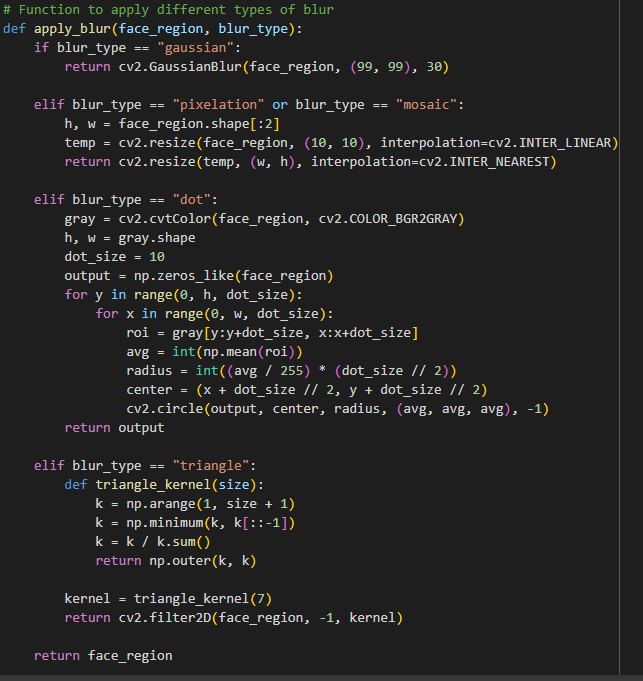 # Function to apply different types of blur
def apply_blur(face_region, blur_type):
    if blur_type == "gaussian":
        return cv2.GaussianBlur(face_region, (99, 99), 30)

    elif blur_type == "pixelation" or blur_type == "mosaic":
        h, w = face_region.shape[:2]
        temp = cv2.resize(face_region, (10, 10), interpolation=cv2.INTER_LINEAR)
        return cv2.resize(temp, (w, h), interpolation=cv2.INTER_NEAREST)

    elif blur_type == "dot":
        gray = cv2.cvtColor(face_region, cv2.COLOR_BGR2GRAY)
        h, w = gray.shape
        dot_size = 10
        output = np.zeros_like(face_region)
        for y in range(0, h, dot_size):
            for x in range(0, w, dot_size):
                roi = gray[y:y+dot_size, x:x+dot_size]
                avg = int(np.mean(roi))
                radius = int((avg / 255) * (dot_size // 2))
                center = (x + dot_size // 2, y + dot_size // 2)
                cv2.circle(output, center, radius, (avg, avg, avg), -1)
        return output

    elif blur_type == "triangle":
        def triangle_kernel(size):
            k = np.arange(1, size + 1)
            k = np.minimum(k, k[::-1])
            k = k / k.sum()
            return np.outer(k, k)

        kernel = triangle_kernel(7)
        return cv2.filter2D(face_region, -1, kernel)

    return face_region